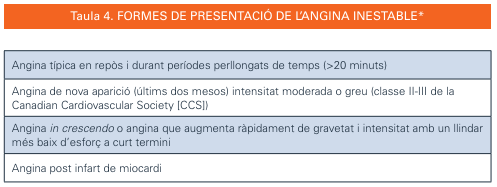 Taula 4. FORMES DE PRESENTACIÓ DE L'ANGINA INESTABLE*
Angina típica en repòs i durant períodes perllongats de temps (>20 minuts)
Angina de nova aparició (últims dos mesos) intensitat moderada o greu (classe II-III de la
Canadian Cardiovascular Society [CCS])
Angina in crescendo o angina que augmenta ràpidament de gravetat i intensitat amb un llindar
més baix d'esforç a curt termini
Angina post infart de miocardi